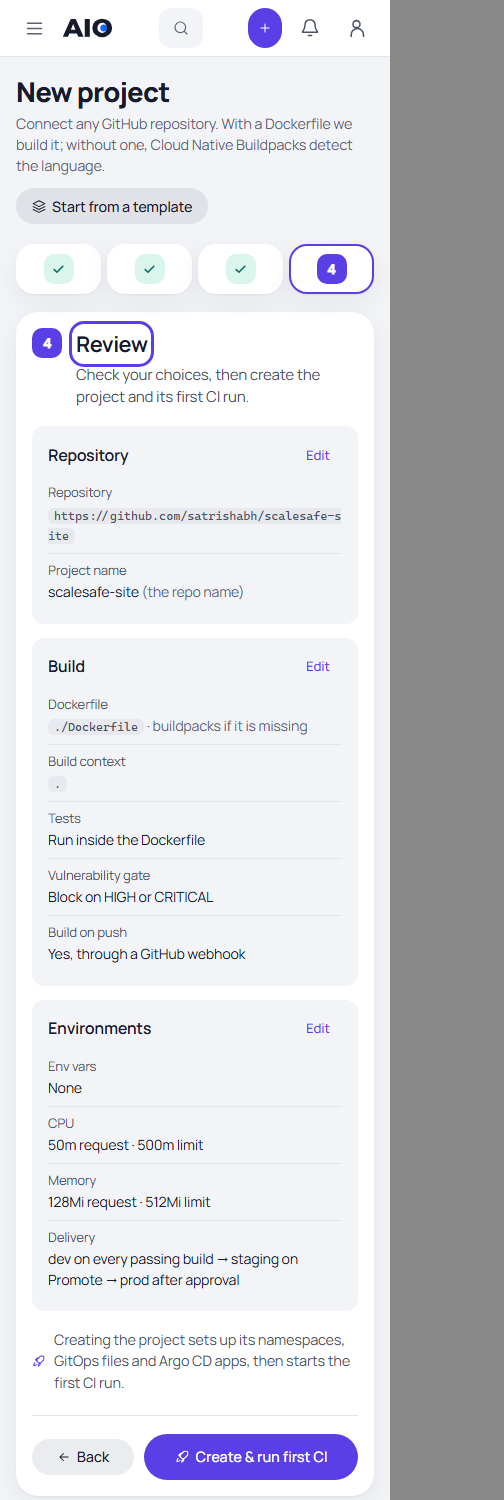 AIO
New project
Connect any GitHub repository. With a Dockerfile we
build it; without one, Cloud Native Buildpacks detect
the language.
Start from a template
4
4
Review
Check your choices, then create the
project and its first CI run.
Repository
Edit
Repository
https://github.com/satrishabh/scalesafe-s
ite
Project name
scalesafe-site (the repo name)
Build
Edit
Dockerfile
./Dockerfile · buildpacks if it is missing
Build context
.
Tests
Run inside the Dockerfile
Vulnerability gate
Block on HIGH or CRITICAL
Build on push
Yes, through a GitHub webhook
Environments
Edit
Env vars
None
CPU
50m request · 500m limit
Memory
128Mi request · 512Mi limit
Delivery
dev on every passing build → staging on
Promote → prod after approval
Creating the project sets up its namespaces,
GitOps files and Argo CD apps, then starts the
first CI run.
← Back
Create & run first CI